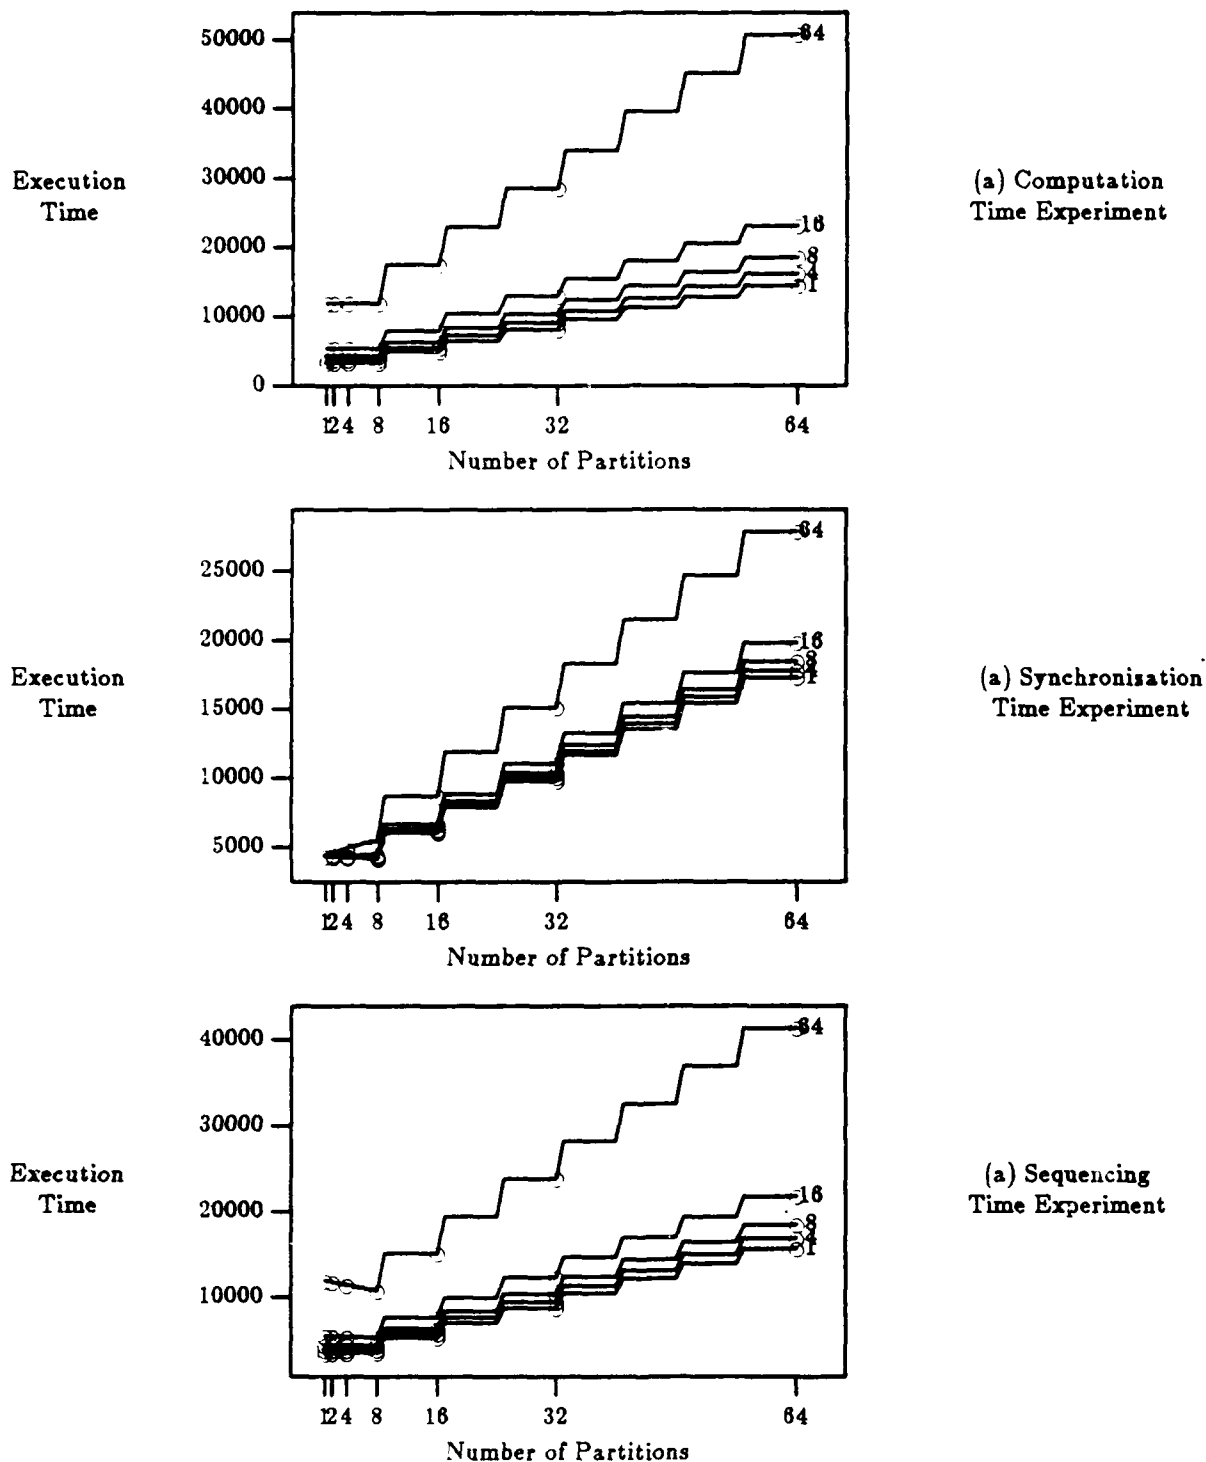 50000
40000
30000
20000
10000
0
Execution
Time
64
16
8
4
1
1 2 4 8 16 32 64
Number of Partitions
(a) Computation
Time Experiment
25000
20000
15000
10000
5000
Execution
Time
64
16
8
4
1
1 2 4 8 16 32 64
Number of Partitions
(a) Synchronisation
Time Experiment
40000
30000
20000
10000
Execution
Time
64
16
8
4
1
1 2 4 8 16 32 64
Number of Partitions
(a) Sequencing
Time Experiment